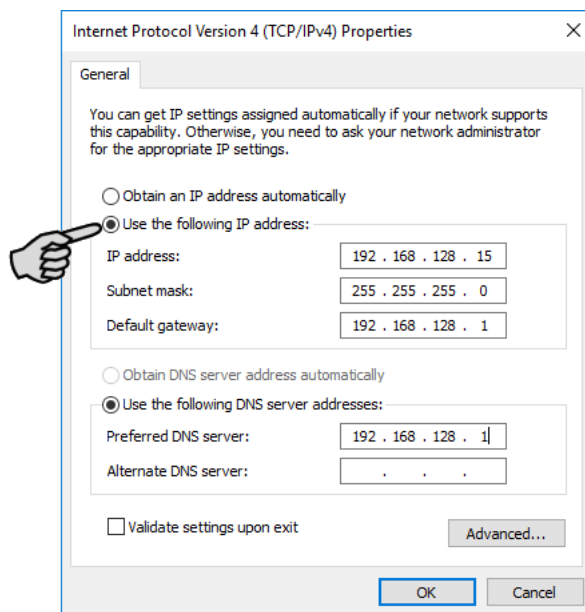 Internet Protocol Version 4 (TCP/IPv4) Properties
General
You can get IP settings assigned automatically if your network supports
this capability. Otherwise, you need to ask your network administrator
for the appropriate IP settings.
Obtain an IP address automatically
Use the following IP address:
IP address: 192 . 168 . 128 . 15
Subnet mask: 255 . 255 . 255 . 0
Default gateway: 192 . 168 . 128 . 1
Obtain DNS server address automatically
Use the following DNS server addresses:
Preferred DNS server: 192 . 168 . 128 . 1
Alternate DNS server: . . .
Validate settings upon exit
Advanced...
OK Cancel